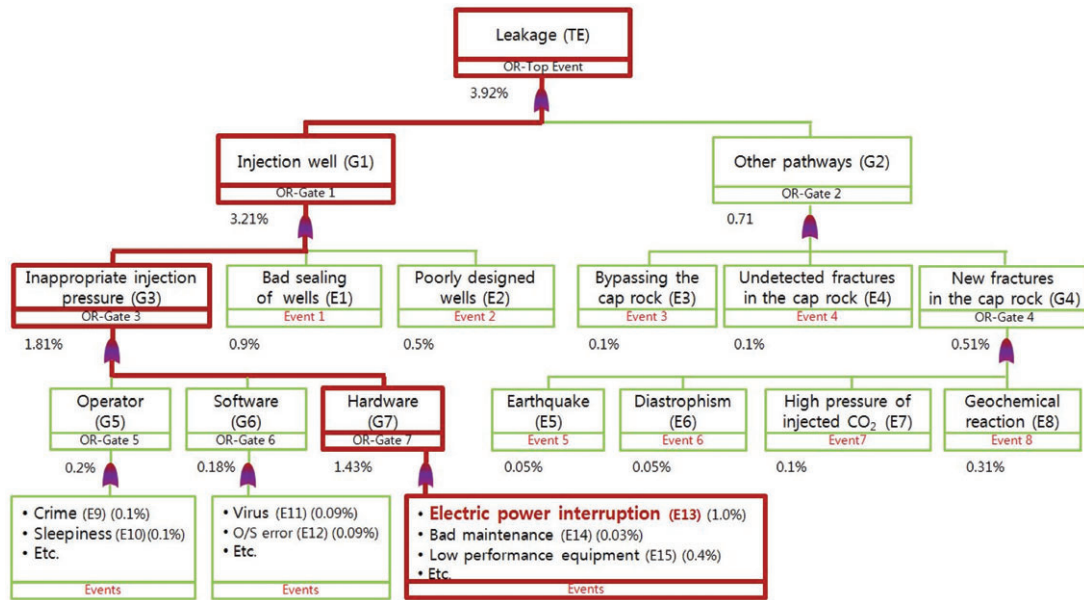 Leakage (TE)
OR-Top Event
3.92%
Injection well (G1)
OR-Gate 1
3.21%
Other pathways (G2)
OR-Gate 2
0.71
Inappropriate injection
pressure (G3)
OR-Gate 3
1.81%
Bad sealing
of wells (E1)
Event 1
0.9%
Poorly designed
wells (E2)
Event 2
0.5%
Bypassing the
cap rock (E3)
Event 3
0.1%
Undetected fractures
in the cap rock (E4)
Event 4
0.1%
New fractures
in the cap rock (G4)
OR-Gate 4
0.51%
Operator
(G5)
OR-Gate 5
0.2%
Software
(G6)
OR-Gate 6
0.18%
Hardware
(G7)
OR-Gate 7
1.43%
Earthquake
(E5)
Event 5
0.05%
Diastrophism
(E6)
Event 6
0.05%
High pressure of
injected CO₂ (E7)
Event7
0.1%
Geochemical
reaction (E8)
Event 8
0.31%
• Crime (E9) (0.1%)
• Sleepiness (E10)(0.1%)
• Etc.
Events
• Virus (E11) (0.09%)
• O/S error (E12) (0.09%)
• Etc.
Events
• Electric power interruption (E13) (1.0%)
• Bad maintenance (E14) (0.03%)
• Low performance equipment (E15) (0.4%)
• Etc.
Events